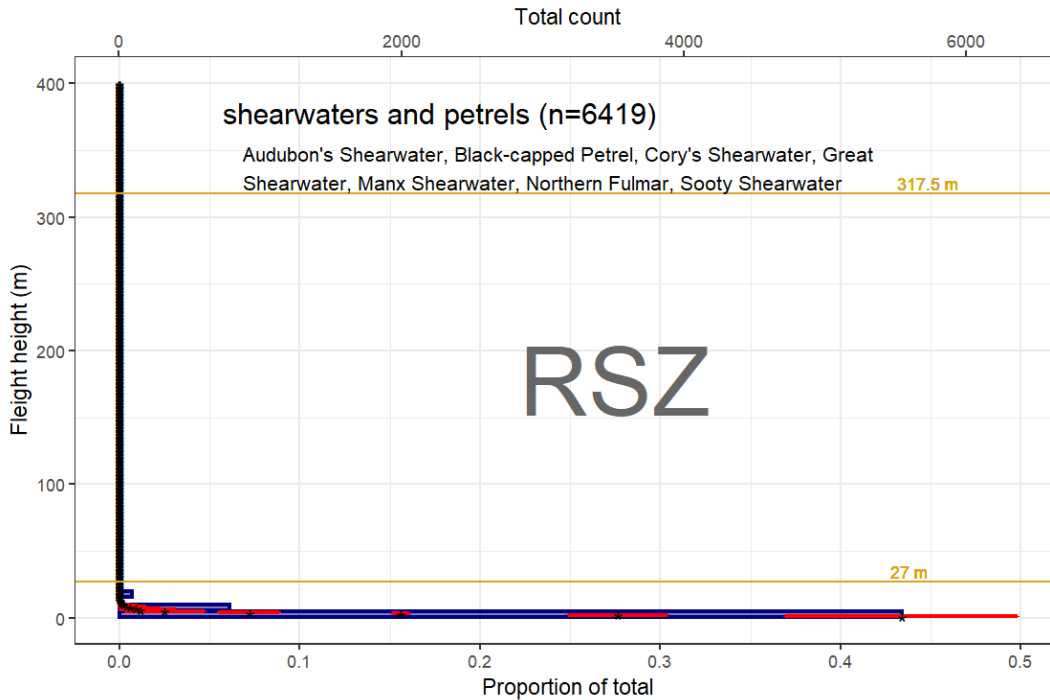 Total count
0 2000 4000 6000
400
shearwaters and petrels (n=6419)
Audubon's Shearwater, Black-capped Petrel, Cory's Shearwater, Great
Shearwater, Manx Shearwater, Northern Fulmar, Sooty Shearwater
317.5 m
300
Fleight height (m)
RSZ
200
100
27 m
0
0.0 0.1 0.2 0.3 0.4 0.5
Proportion of total